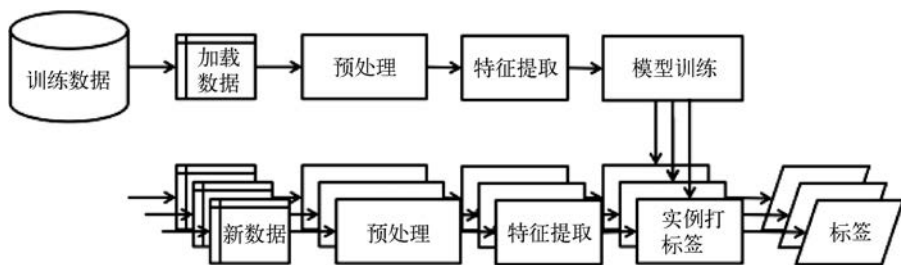 训练数据
加载
数据
预处理
特征提取
模型训练
新数据
预处理
特征提取
实例打
标签
标签